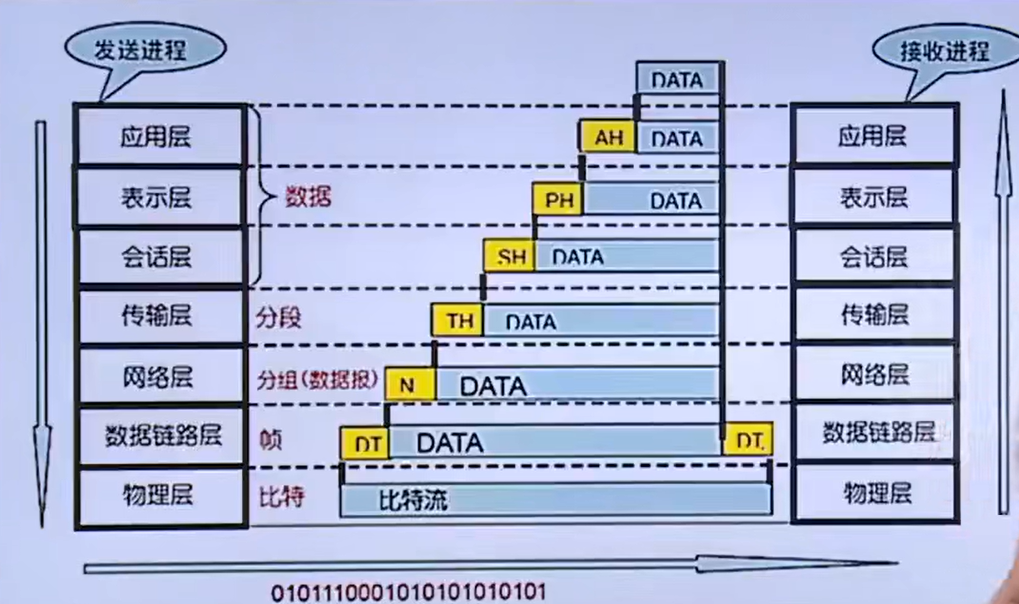 发送进程
接收进程
DATA
应用层
AH DATA
应用层
表示层
数据
PH DATA
表示层
会话层
SH DATA
会话层
传输层
分段
TH DATA
传输层
网络层
分组(数据报)
N DATA
网络层
数据链路层
帧
DT DATA DT
数据链路层
物理层
比特
比特流
物理层
0101110001010101010101